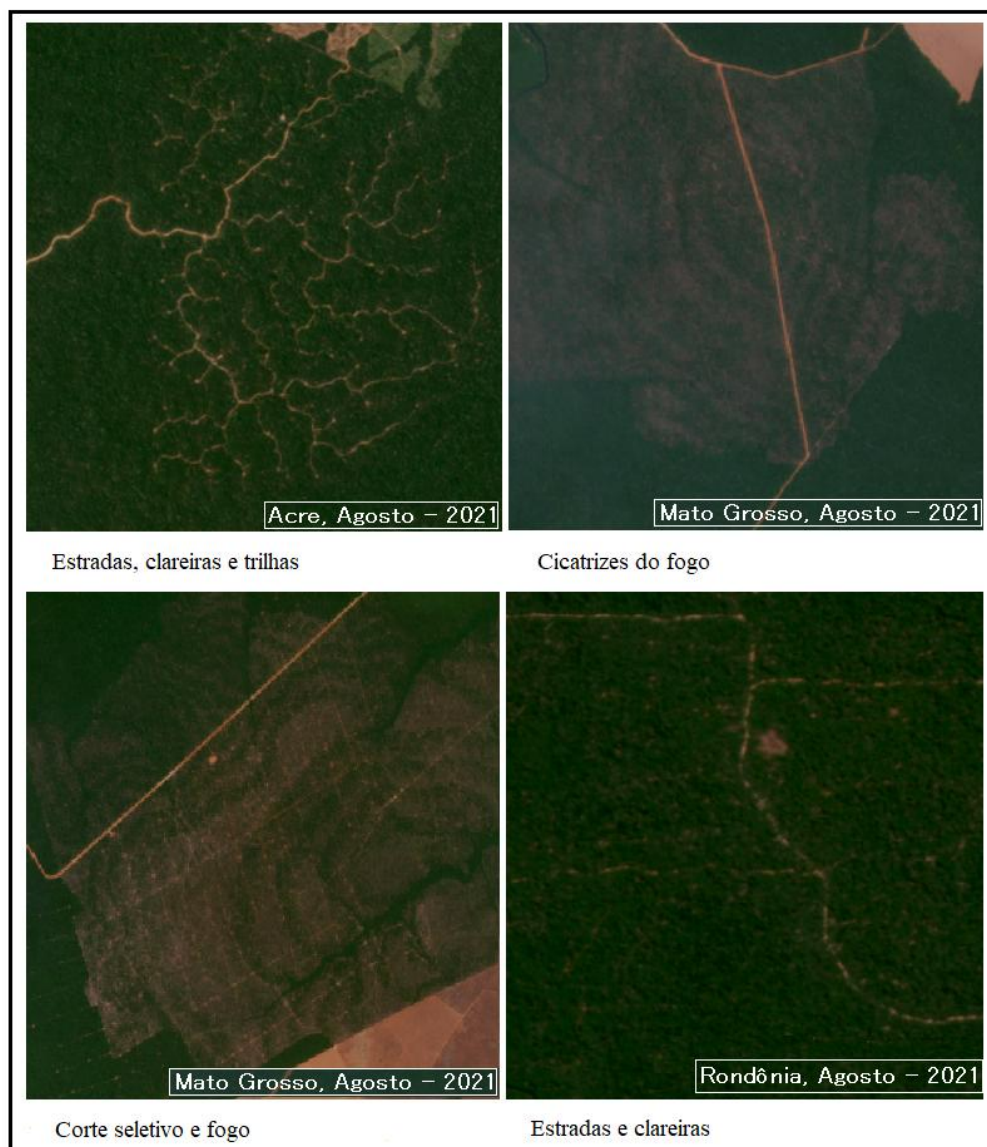 Acre, Agosto - 2021
Mato Grosso, Agosto - 2021
Estradas, clareiras e trilhas
Cicatrizes do fogo
Mato Grosso, Agosto - 2021
Rondônia, Agosto - 2021
Corte seletivo e fogo
Estradas e clareiras